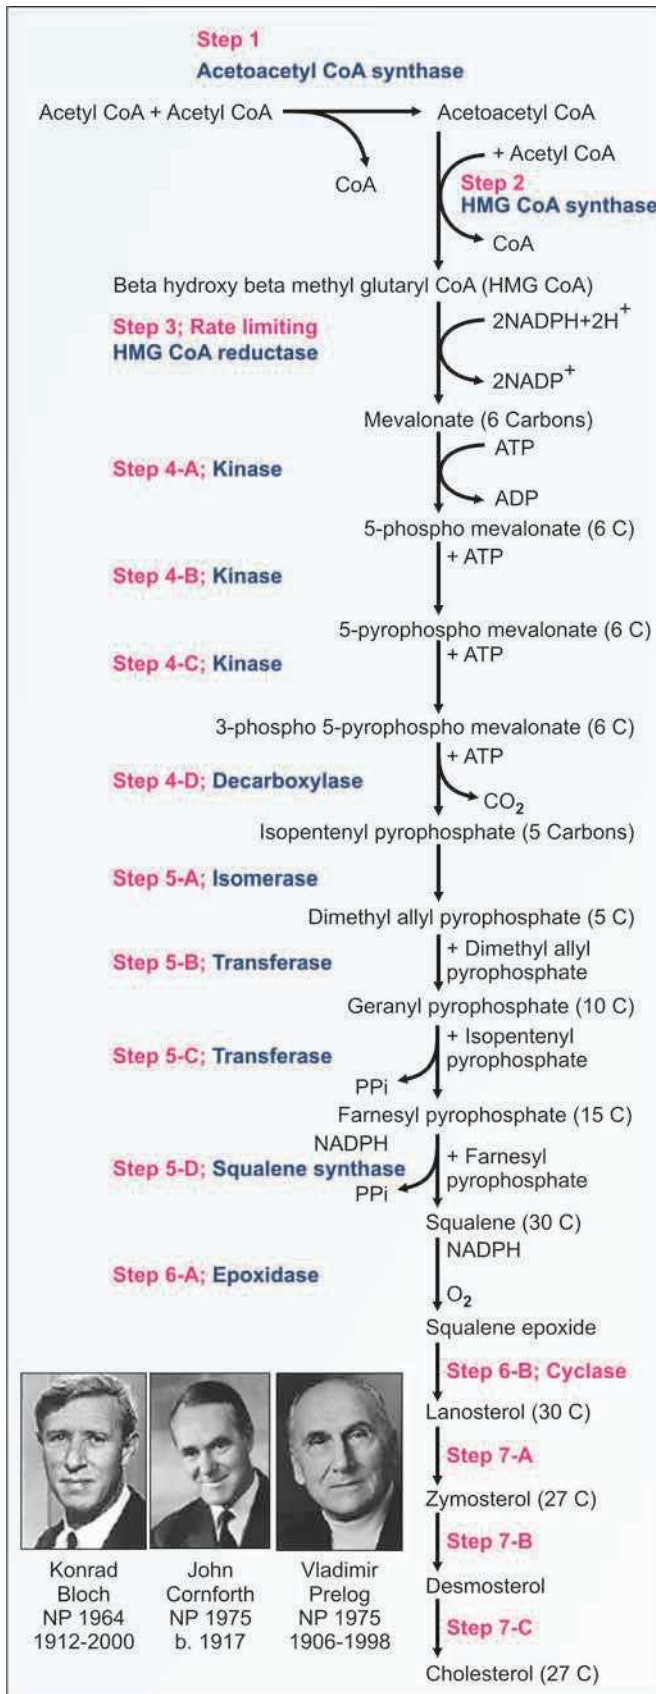 Step 1
Acetoacetyl CoA synthase
Acetyl CoA + Acetyl CoA
Acetoacetyl CoA
CoA
+ Acetyl CoA
Step 2
HMG CoA synthase
CoA
Beta hydroxy beta methyl glutaryl CoA (HMG CoA)
Step 3; Rate limiting
HMG CoA reductase
2NADPH+2H+
2NADP+
Mevalonate (6 Carbons)
Step 4-A; Kinase
ATP
ADP
5-phospho mevalonate (6 C)
+ ATP
Step 4-B; Kinase
5-pyrophospho mevalonate (6 C)
+ ATP
Step 4-C; Kinase
3-phospho 5-pyrophospho mevalonate (6 C)
+ ATP
Step 4-D; Decarboxylase
CO2
Isopentenyl pyrophosphate (5 Carbons)
Step 5-A; Isomerase
Dimethyl allyl pyrophosphate (5 C)
Step 5-B; Transferase
+ Dimethyl allyl
pyrophosphate
Geranyl pyrophosphate (10 C)
Step 5-C; Transferase
+ Isopentenyl
pyrophosphate
PPi
Farnesyl pyrophosphate (15 C)
NADPH
Step 5-D; Squalene synthase
PPi
+ Farnesyl
pyrophosphate
Squalene (30 C)
NADPH
Step 6-A; Epoxidase
O2
Squalene epoxide
Step 6-B; Cyclase
Lanosterol (30 C)
Step 7-A
Zymosterol (27 C)
Step 7-B
Desmosterol
Step 7-C
Cholesterol (27 C)
Konrad
Bloch
NP 1964
1912-2000
John
Cornforth
NP 1975
b. 1917
Vladimir
Prelog
NP 1975
1906-1998